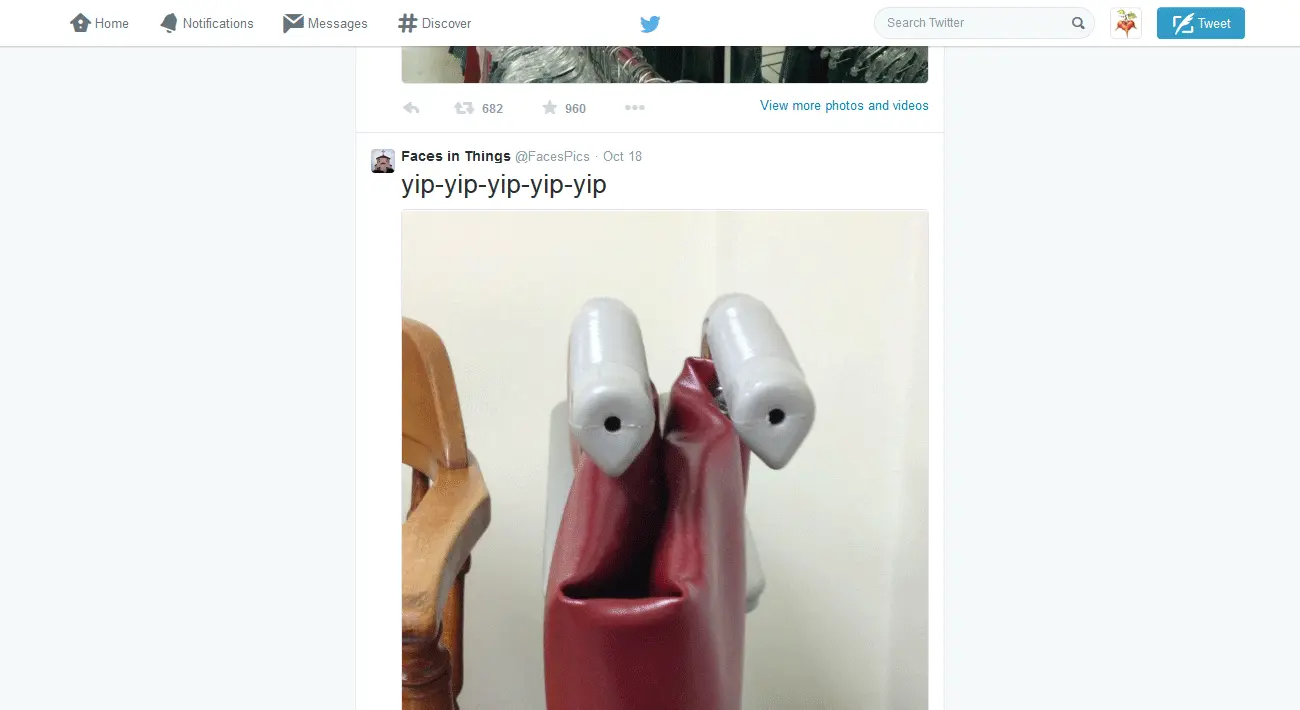 Home Notifications Messages Discover Search Twitter Tweet
682 960 View more photos and videos
Faces in Things @FacesPics · Oct 18
yip-yip-yip-yip-yip